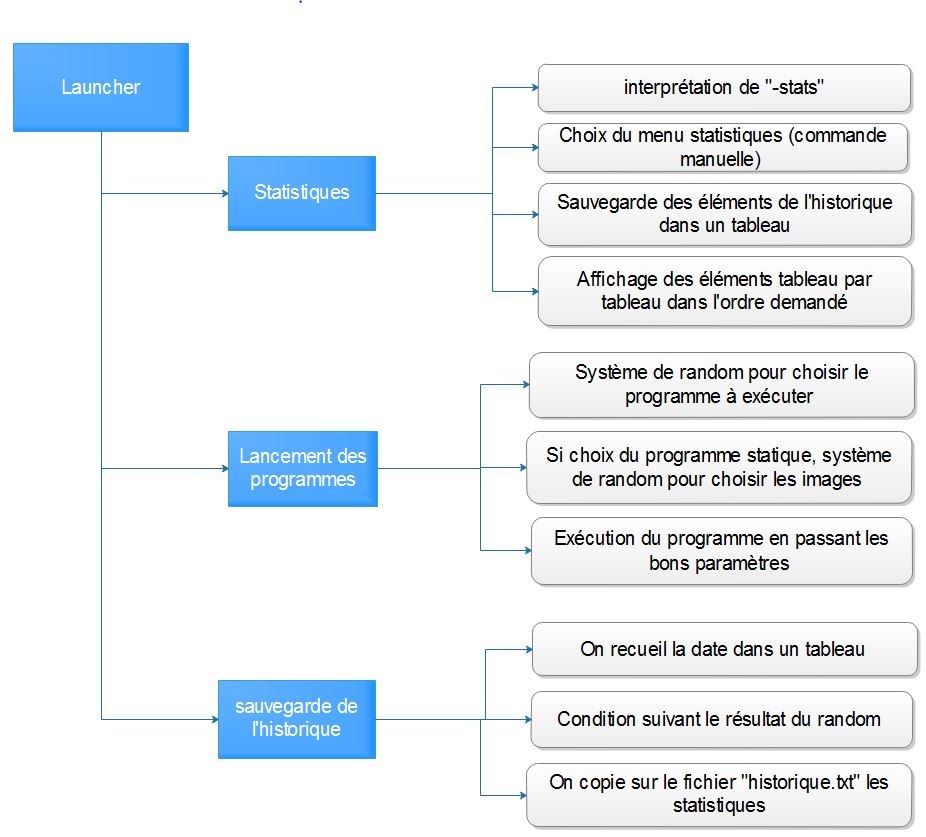 Launcher
Statistiques
interprétation de "-stats"
Choix du menu statistiques (commande
manuelle)
Sauvegarde des éléments de l'historique
dans un tableau
Affichage des éléments tableau par
tableau dans l'ordre demandé
Lancement des
programmes
Système de random pour choisir le
programme à exécuter
Si choix du programme statique, système
de random pour choisir les images
Exécution du programme en passant les
bons paramètres
sauvegarde de
l'historique
On recueil la date dans un tableau
Condition suivant le résultat du random
On copie sur le fichier "historique.txt" les
statistiques